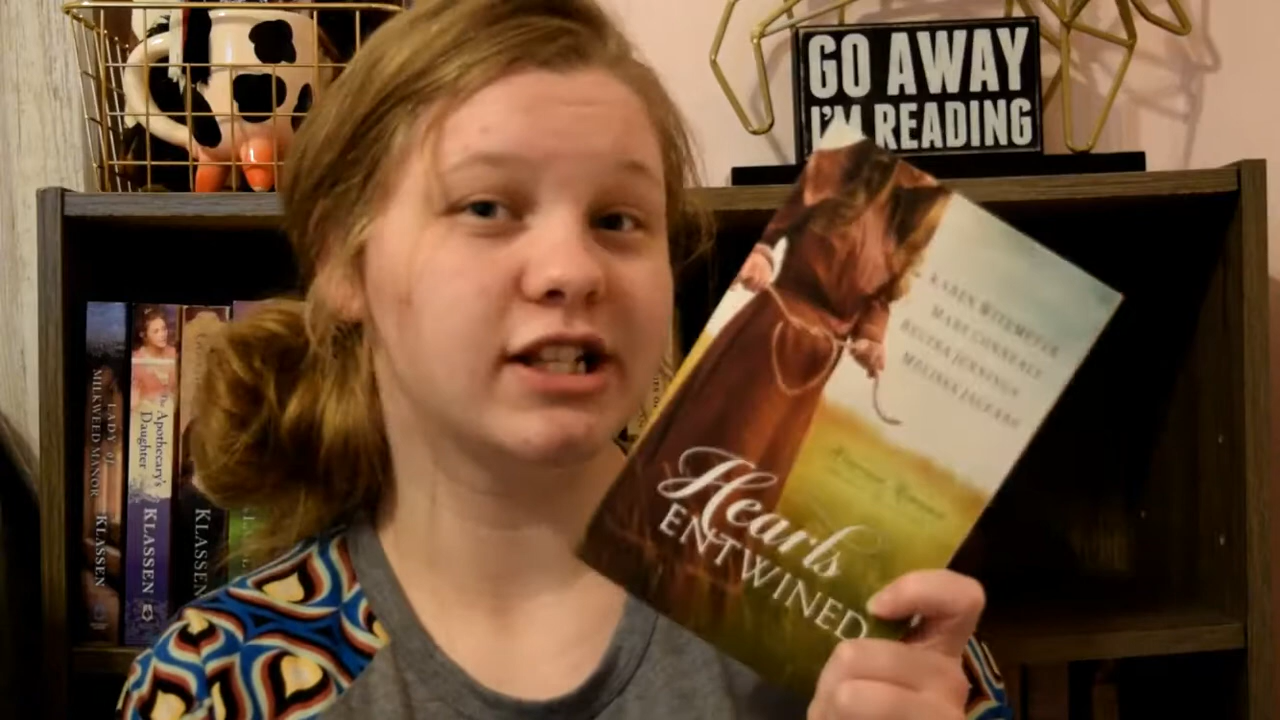 GO AWAY
I'M READING
KAREN WITEMEYER
MARY CONNEALY
REGINA JENNINGS
MELISSA JAGEARS
Hearts
ENTWINED
LADY of
MILKWEED MANOR
KLASSEN
The Apothecary's
Daughter
KLASSEN
KLASSEN